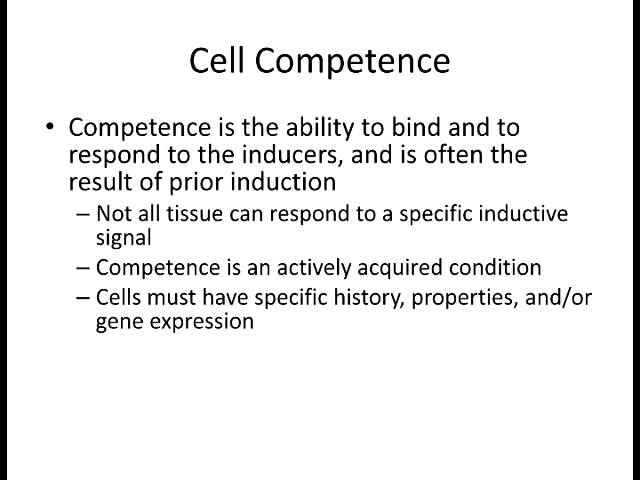 Cell Competence
• Competence is the ability to bind and to
respond to the inducers, and is often the
result of prior induction
– Not all tissue can respond to a specific inductive
signal
– Competence is an actively acquired condition
– Cells must have specific history, properties, and/or
gene expression